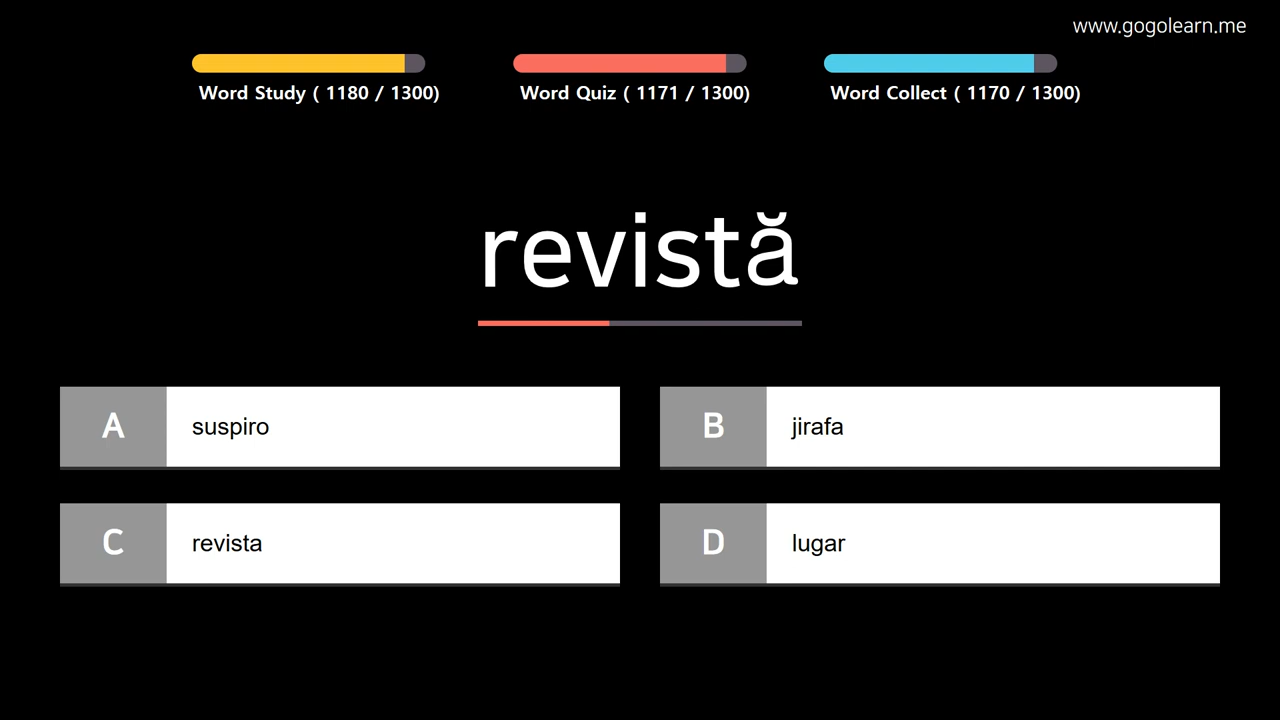 www.gogolearn.me
Word Study ( 1180 / 1300)
Word Quiz ( 1171 / 1300)
Word Collect ( 1170 / 1300)
revistă
A suspiro
B jirafa
C revista
D lugar